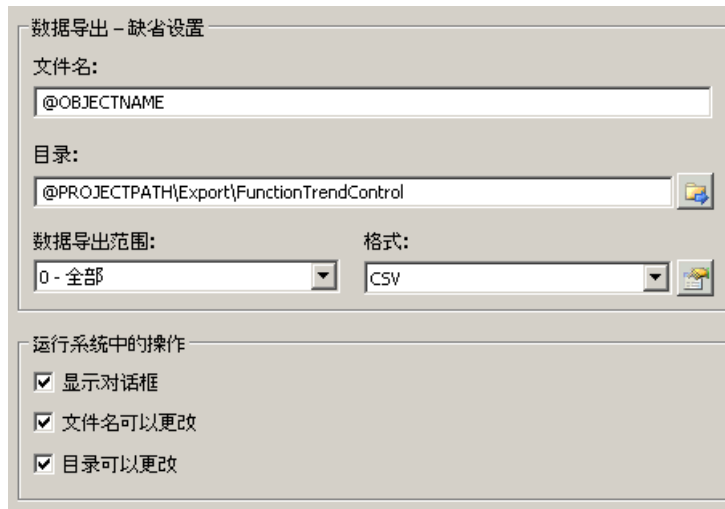 数据导出 – 缺省设置
文件名:
@OBJECTNAME
目录:
@PROJECTPATH\Export\FunctionTrendControl
数据导出范围: 格式:
0 - 全部 CSV
运行系统中的操作
显示对话框
文件名可以更改
目录可以更改